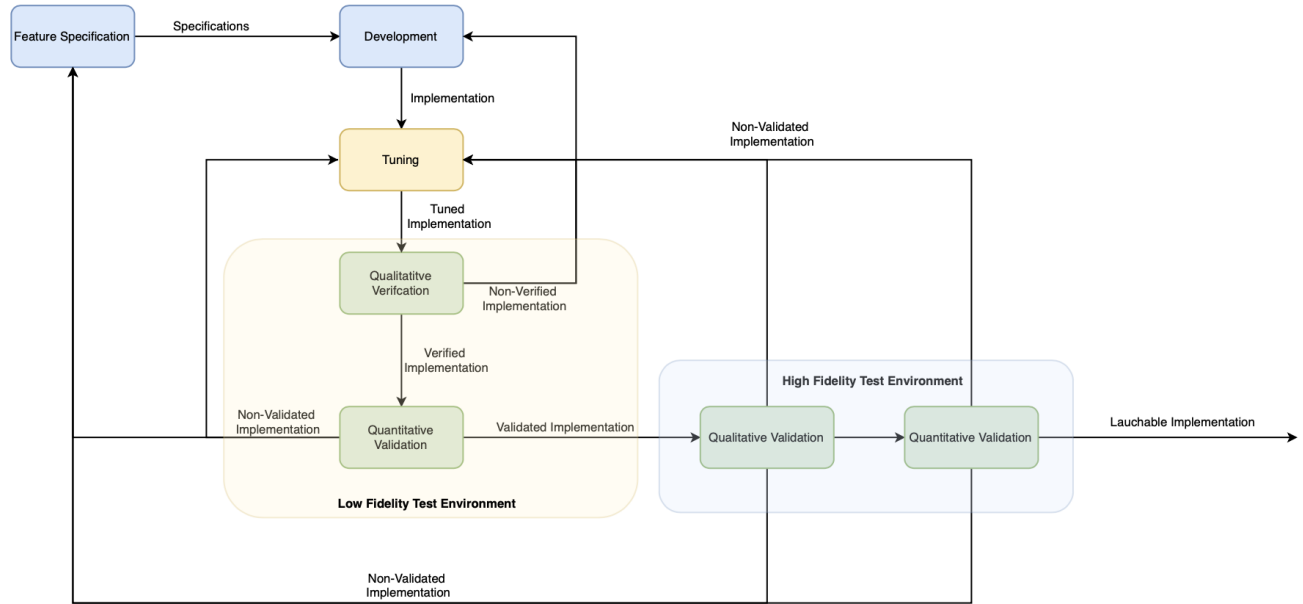 Feature Specification
Specifications
Development
Implementation
Non-Validated
Implementation
Tuning
Tuned
Implementation
Qualitatitve
Verifcation
Non-Verified
Implementation
Verified
Implementation
High Fidelity Test Environment
Non-Validated
Implementation
Quantitative
Validation
Validated Implementation
Qualitative Validation
Quantitative Validation
Lauchable Implementation
Low Fidelity Test Environment
Non-Validated
Implementation